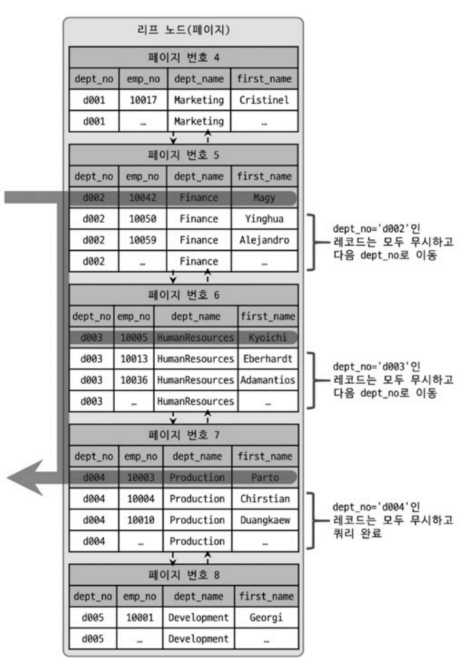 리프 노드(페이지)
페이지 번호 4
dept_no emp_no dept_name first_name
d001 10017 Marketing Cristinel
d001 … Marketing …
페이지 번호 5
dept_no emp_no dept_name first_name
d002 10042 Finance Magy
d002 10050 Finance Yinghua
d002 10059 Finance Alejandro
d002 … Finance …
dept_no='d002'인
레코드는 모두 무시하고
다음 dept_no로 이동
페이지 번호 6
dept_no emp_no dept_name first_name
d003 10005 HumanResources Kyoichi
d003 10013 HumanResources Eberhardt
d003 10036 HumanResources Adamantios
d003 … HumanResources …
dept_no='d003'인
레코드는 모두 무시하고
다음 dept_no로 이동
페이지 번호 7
dept_no emp_no dept_name first_name
d004 10003 Production Parto
d004 10004 Production Chirstian
d004 10010 Production Duangkaew
d004 … Production …
dept_no='d004'인
레코드는 모두 무시하고
쿼리 완료
페이지 번호 8
dept_no emp_no dept_name first_name
d005 10001 Development Georgi
d005 … Development …